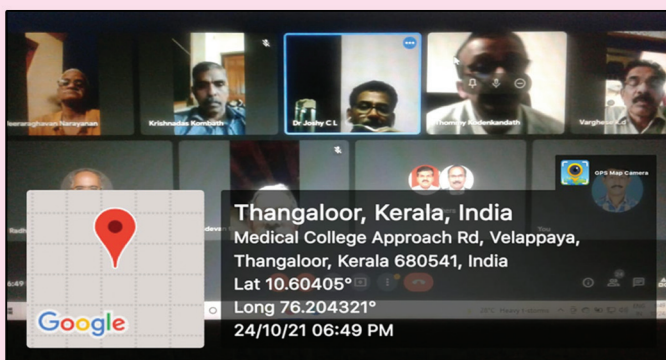 Krishnadas Kombath
Dr Joshy C L
GPS Map Camera
You
Thangaloor, Kerala, India
Medical College Approach Rd, Velappaya,
Thangaloor, Kerala 680541, India
Lat 10.60405°
Long 76.204321°
24/10/21 06:49 PM
Google